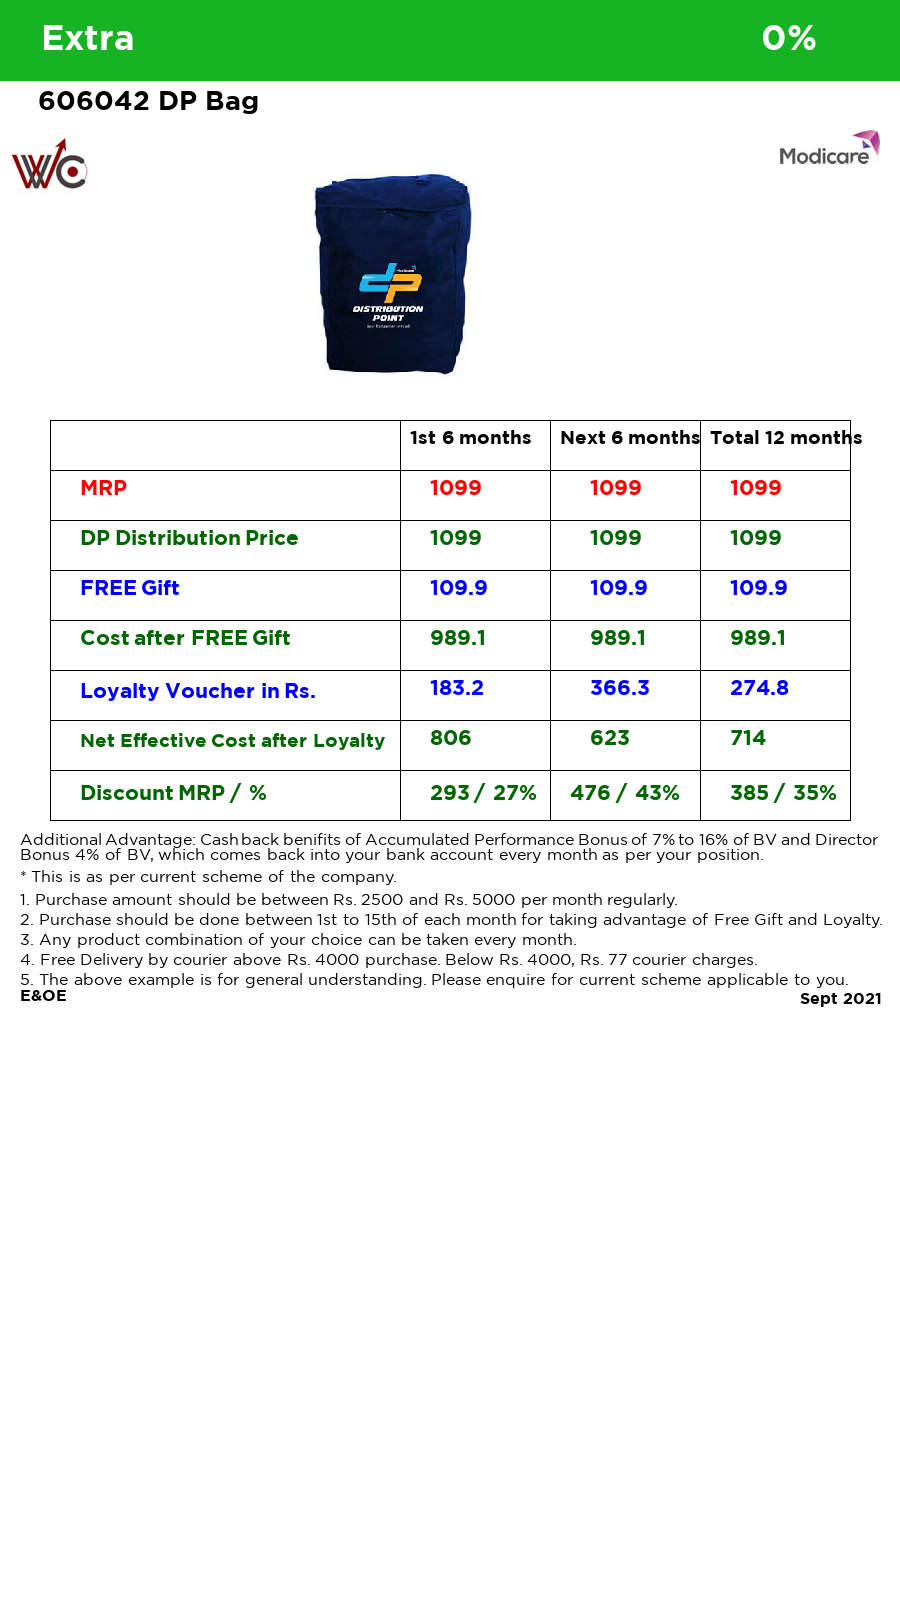 Extra 0%
606042 DP Bag
WC
Modicare
Modicare
dp
DISTRIBUTION
POINT
1st 6 months Next 6 months Total 12 months
MRP 1099 1099 1099
DP Distribution Price 1099 1099 1099
FREE Gift 109.9 109.9 109.9
Cost after FREE Gift 989.1 989.1 989.1
Loyalty Voucher in Rs. 183.2 366.3 274.8
Net Effective Cost after Loyalty 806 623 714
Discount MRP / % 293 / 27% 476 / 43% 385 / 35%
Additional Advantage: Cash back benifits of Accumulated Performance Bonus of 7% to 16% of BV and Director
Bonus 4% of BV, which comes back into your bank account every month as per your position.
* This is as per current scheme of the company.
1. Purchase amount should be between Rs. 2500 and Rs. 5000 per month regularly.
2. Purchase should be done between 1st to 15th of each month for taking advantage of Free Gift and Loyalty.
3. Any product combination of your choice can be taken every month.
4. Free Delivery by courier above Rs. 4000 purchase. Below Rs. 4000, Rs. 77 courier charges.
5. The above example is for general understanding. Please enquire for current scheme applicable to you.
E&OE
Sept 2021